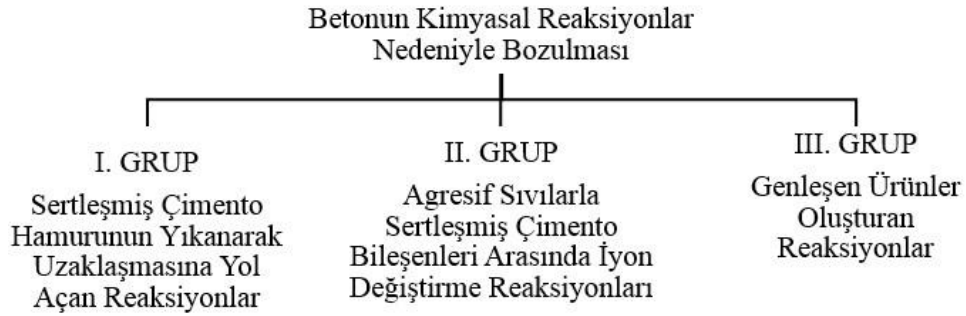 Betonun Kimyasal Reaksiyonlar
Nedeniyle Bozulması
I. GRUP
Sertleşmiş Çimento
Hamurunun Yıkanarak
Uzaklaşmasına Yol
Açan Reaksiyonlar
II. GRUP
Agresif Sıvılarla
Sertleşmiş Çimento
Bileşenleri Arasında İyon
Değiştirme Reaksiyonları
III. GRUP
Genleşen Ürünler
Oluşturan
Reaksiyonlar